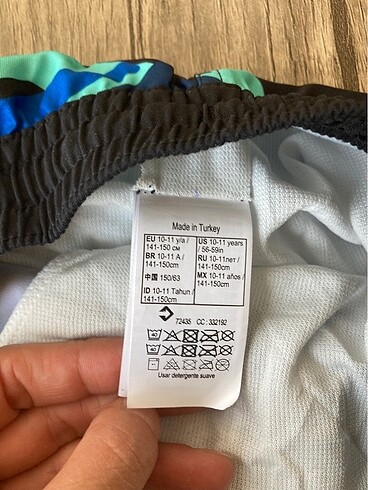 Made in Turkey
EU 10-11 y/a /
141-150 см
BR 10-11 A /
141-150cm
中国 150/63
ID 10-11 Tahun /
141-150cm
US 10-11 years
/ 56-59in
RU 10-11лет /
141-150cm
MX 10-11 años /
141-150cm
72435 CC : 332192
Usar detergente suave